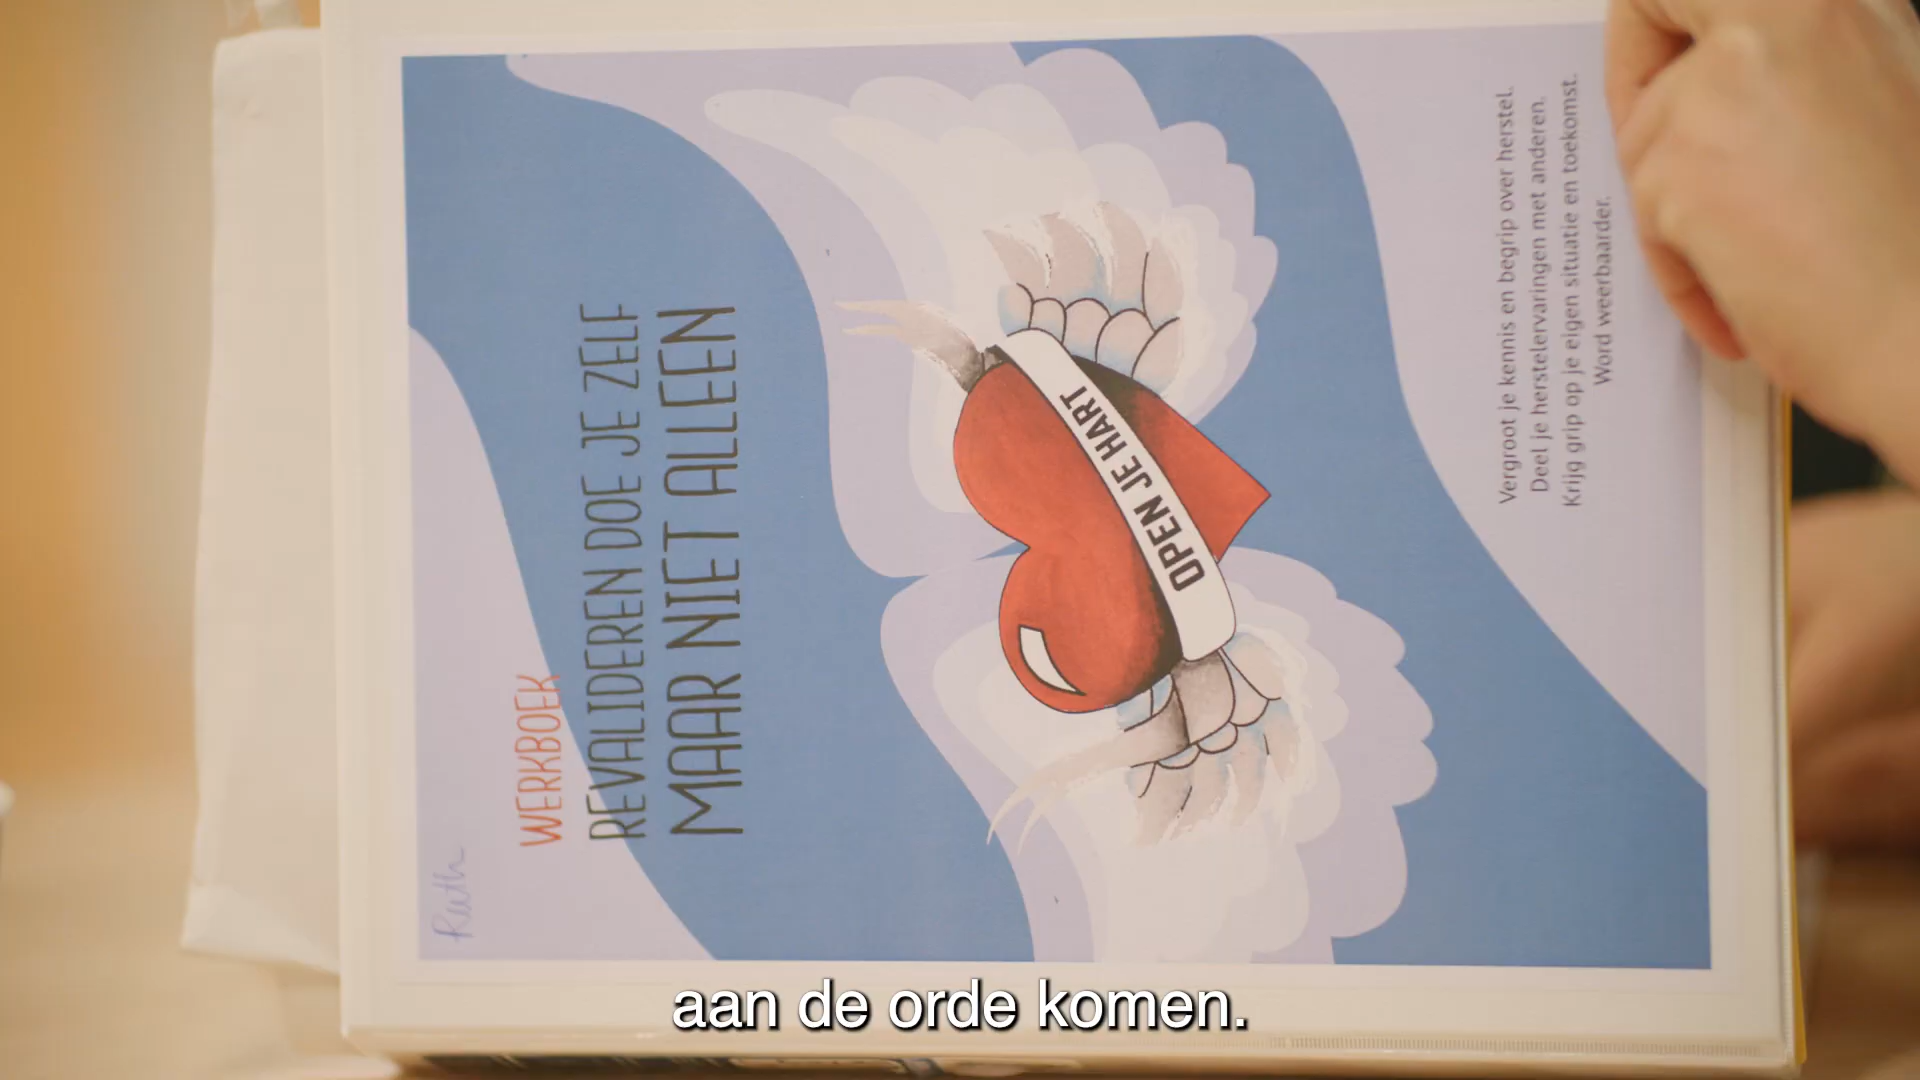 Ruth
WERKBOEK
REVALIDEREN DOE JE ZELF
MAAR NIET ALLEEN
OPEN JE HART
Vergroot je kennis en begrip over herstel.
Deel je herstelervaringen met anderen.
Krijg grip op je eigen situatie en toekomst.
Word weerbaarder.
aan de orde komen.